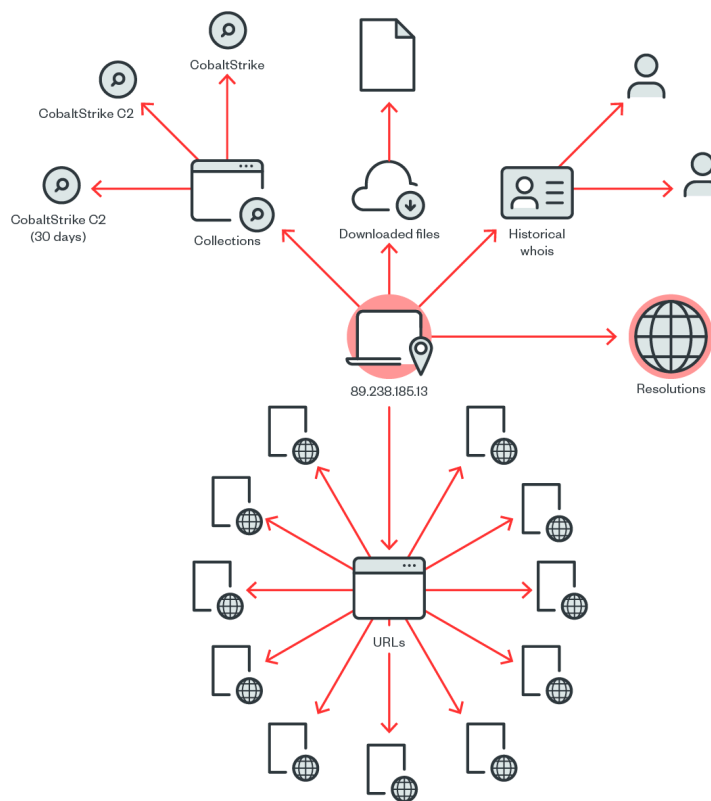 CobaltStrike
CobaltStrike C2
CobaltStrike C2
(30 days)
Collections
Downloaded files
Historical
whois
89.238.185.13
Resolutions
URLs